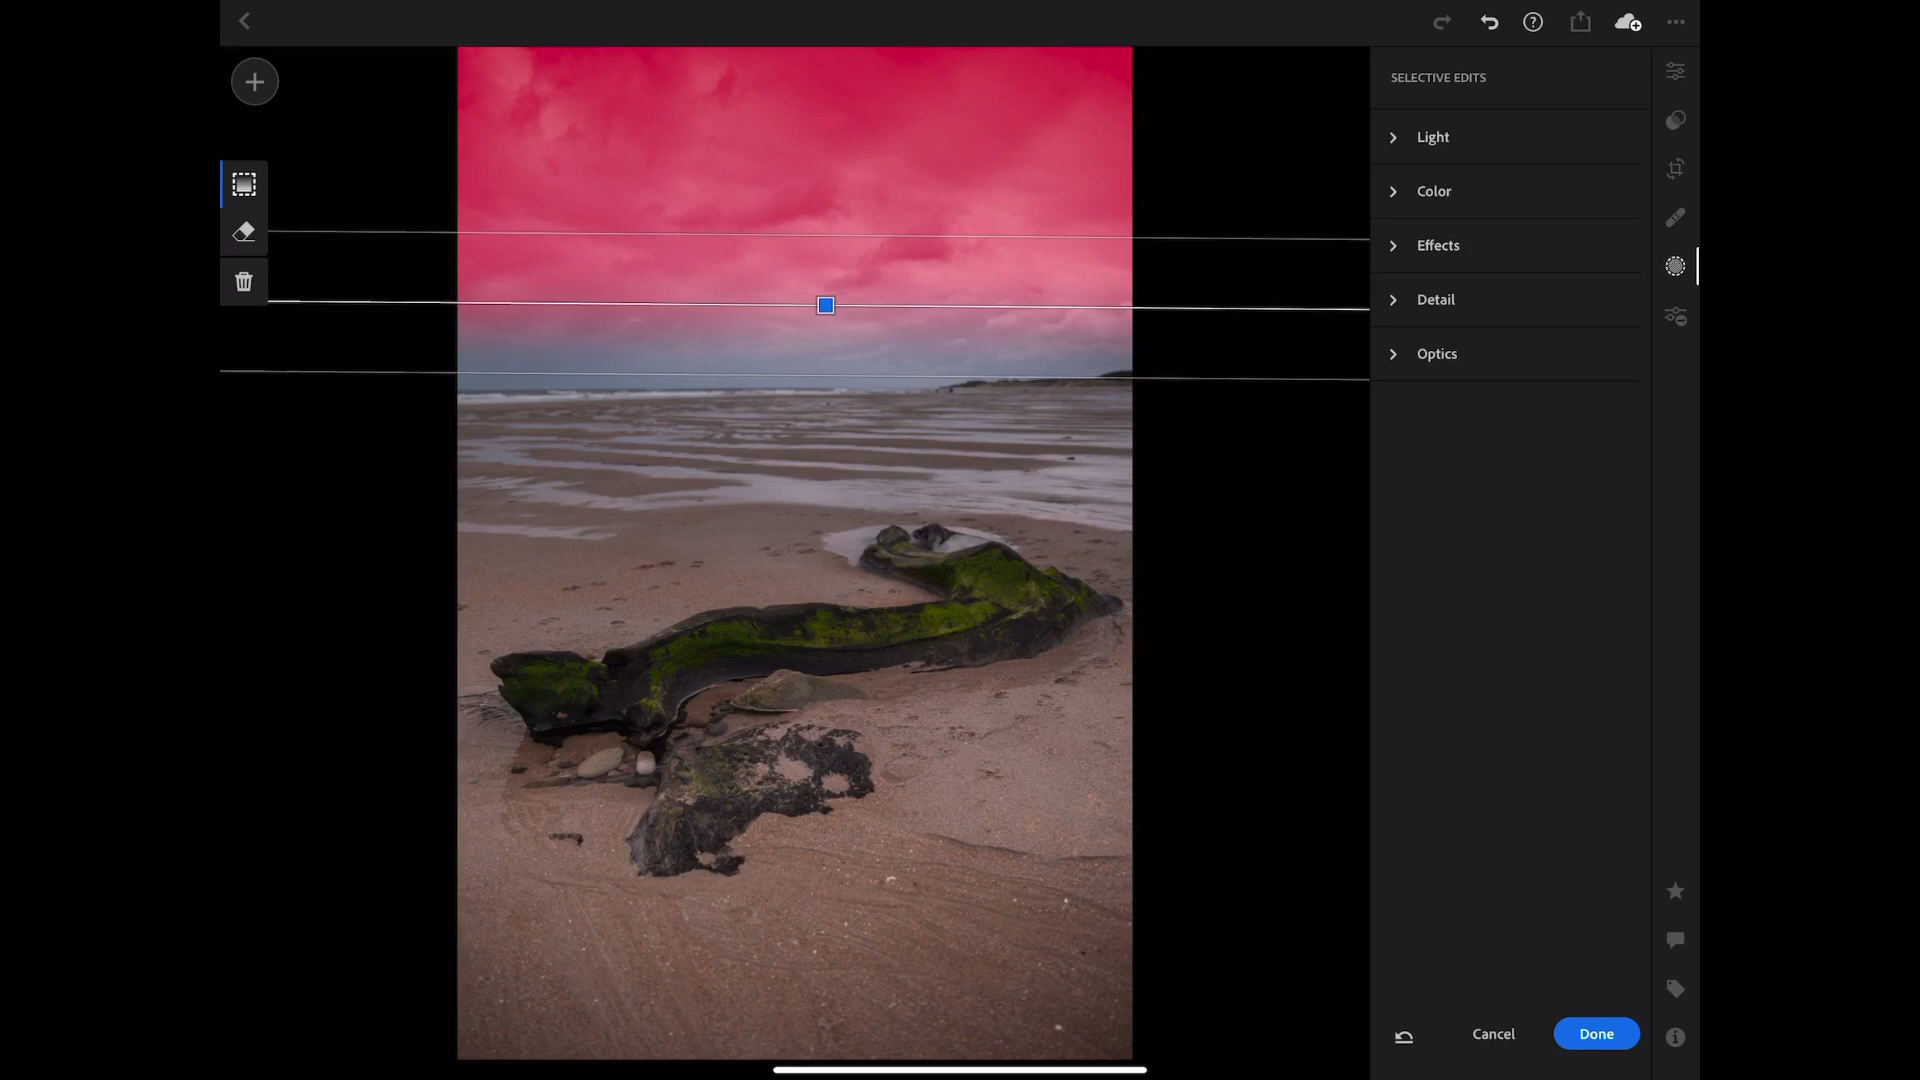 SELECTIVE EDITS
Light
Color
Effects
Detail
Optics
Cancel
Done